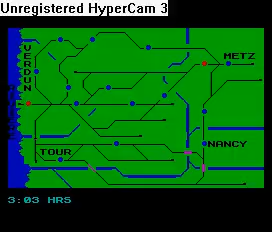 Unregistered HyperCam 3
VERDUN
METZ
NANCY
TOUR
3:03 HRS